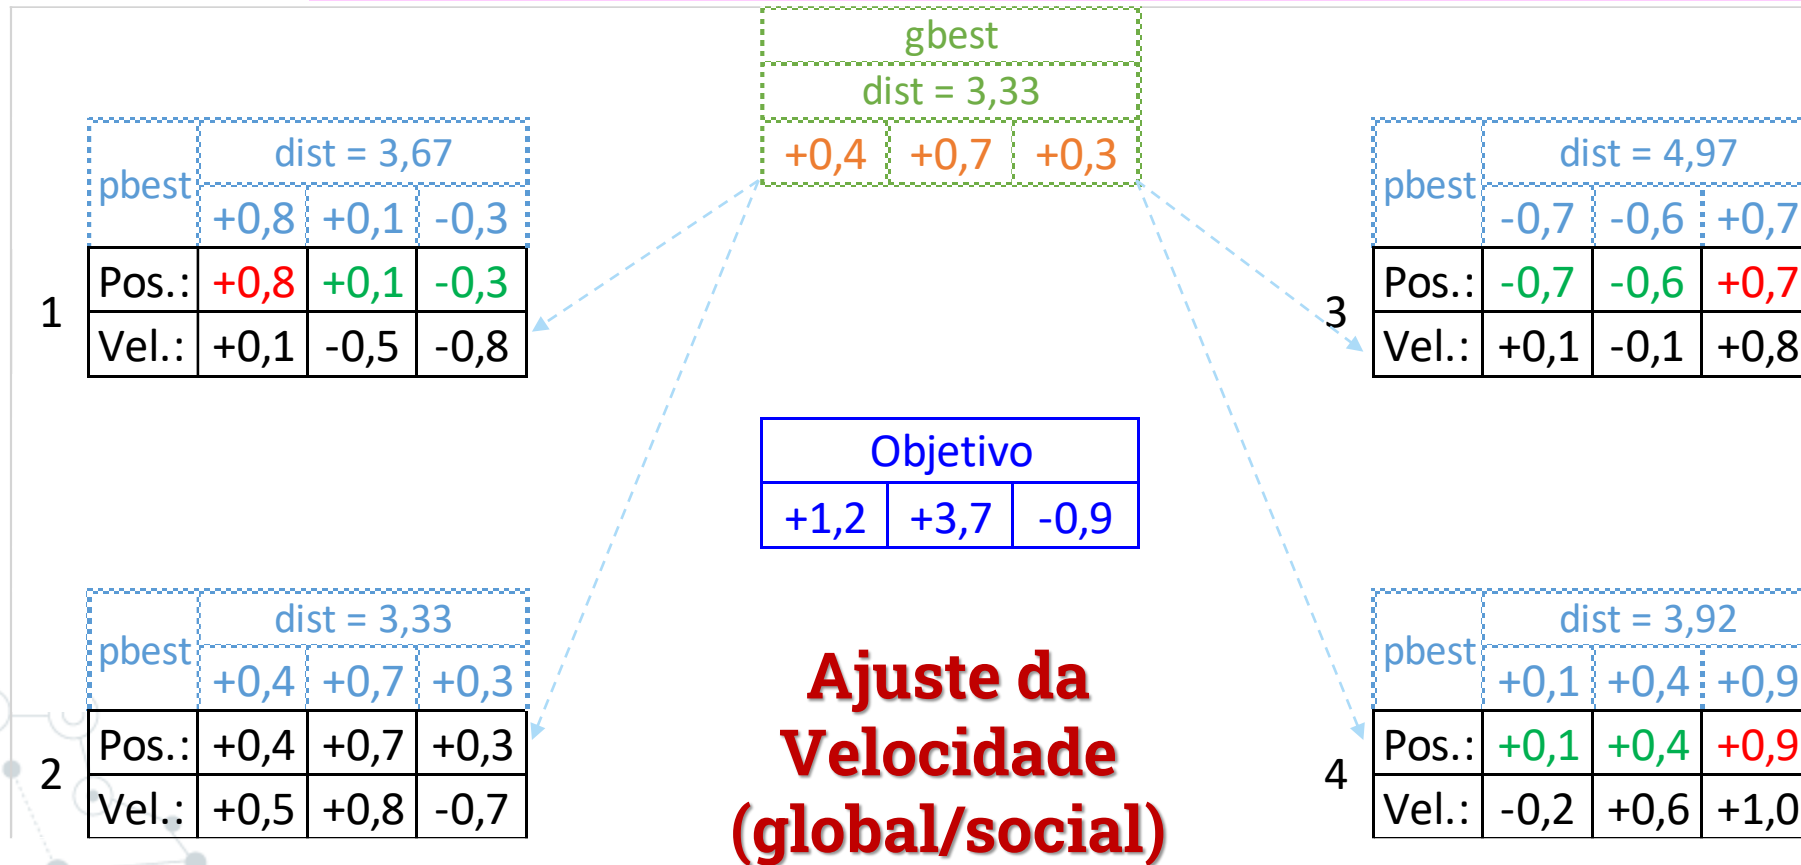 gbest
dist = 3,33
+0,4 +0,7 +0,3
dist = 3,67
pbest
+0,8 +0,1 -0,3
1
Pos.: +0,8 +0,1 -0,3
Vel.: +0,1 -0,5 -0,8
dist = 4,97
pbest
-0,7 -0,6 +0,7
3
Pos.: -0,7 -0,6 +0,7
Vel.: +0,1 -0,1 +0,8
Objetivo
+1,2 +3,7 -0,9
dist = 3,33
pbest
+0,4 +0,7 +0,3
2
Pos.: +0,4 +0,7 +0,3
Vel.: +0,5 +0,8 -0,7
Ajuste da
Velocidade
(global/social)
dist = 3,92
pbest
+0,1 +0,4 +0,9
4
Pos.: +0,1 +0,4 +0,9
Vel.: -0,2 +0,6 +1,0